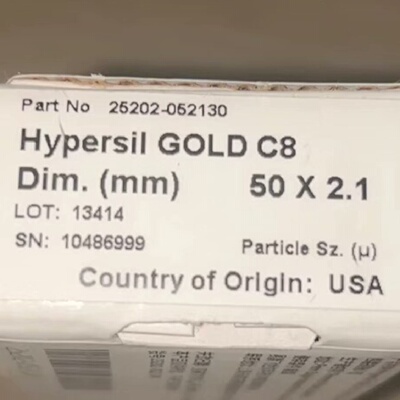 Part No 25202-052130
Hypersil GOLD C8
Dim. (mm) 50 X 2.1
LOT: 13414
SN: 10486999 Particle Sz. (µ)
Country of Origin: USA